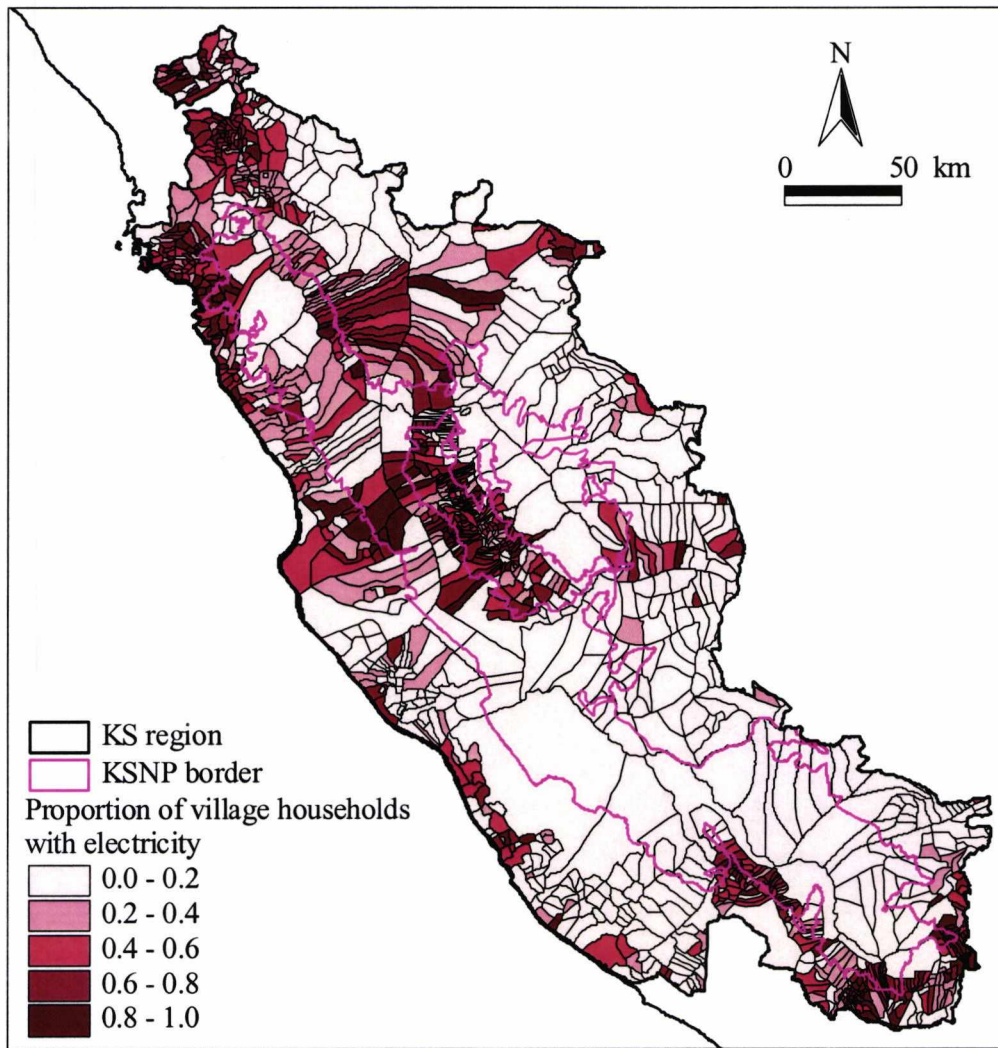 N
0 50 km
KS region
KSNP border
Proportion of village households
with electricity
0.0 - 0.2
0.2 - 0.4
0.4 - 0.6
0.6 - 0.8
0.8 - 1.0